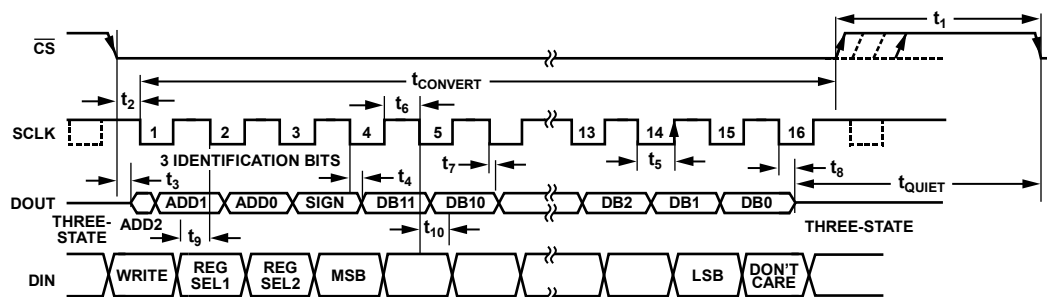 t1
CS
tCONVERT
t2
t6
SCLK
1 2 3 4 5 13 14 15 16
3 IDENTIFICATION BITS
t7
t5
t8
t3
t4
tQUIET
DOUT
ADD1 ADD0 SIGN DB11 DB10 DB2 DB1 DB0
THREE-
STATE
ADD2
THREE-STATE
t9
t10
DIN
WRITE
REG
SEL1
REG
SEL2
MSB
LSB
DON'T
CARE